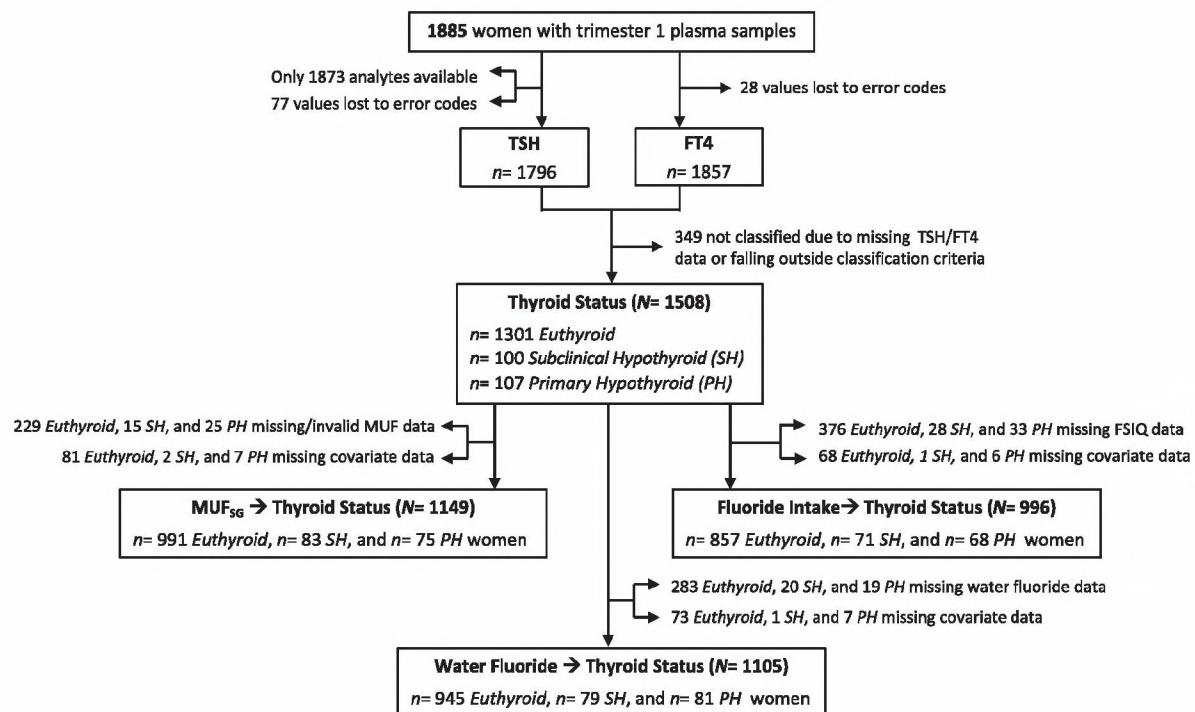 1885 women with trimester 1 plasma samples
Only 1873 analytes available
77 values lost to error codes
28 values lost to error codes
TSH
n= 1796
FT4
n= 1857
349 not classified due to missing TSH/FT4
data or falling outside classification criteria
Thyroid Status (N= 1508)
n= 1301 Euthyroid
n= 100 Subclinical Hypothyroid (SH)
n= 107 Primary Hypothyroid (PH)
229 Euthyroid, 15 SH, and 25 PH missing/invalid MUF data
81 Euthyroid, 2 SH, and 7 PH missing covariate data
376 Euthyroid, 28 SH, and 33 PH missing FSIQ data
68 Euthyroid, 1 SH, and 6 PH missing covariate data
MUFSG → Thyroid Status (N= 1149)
n= 991 Euthyroid, n= 83 SH, and n= 75 PH women
Fluoride Intake→ Thyroid Status (N= 996)
n= 857 Euthyroid, n= 71 SH, and n= 68 PH women
283 Euthyroid, 20 SH, and 19 PH missing water fluoride data
73 Euthyroid, 1 SH, and 7 PH missing covariate data
Water Fluoride → Thyroid Status (N= 1105)
n= 945 Euthyroid, n= 79 SH, and n= 81 PH women